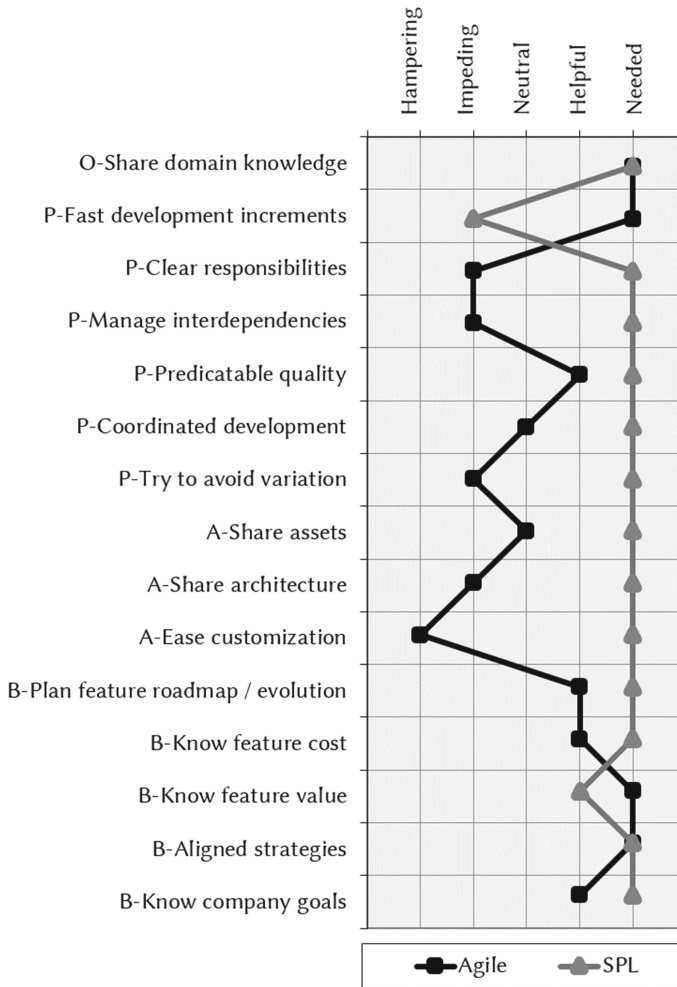 Hampering
Impeding
Neutral
Helpful
Needed
O-Share domain knowledge
P-Fast development increments
P-Clear responsibilities
P-Manage interdependencies
P-Predicatable quality
P-Coordinated development
P-Try to avoid variation
A-Share assets
A-Share architecture
A-Ease customization
B-Plan feature roadmap / evolution
B-Know feature cost
B-Know feature value
B-Aligned strategies
B-Know company goals
Agile
SPL